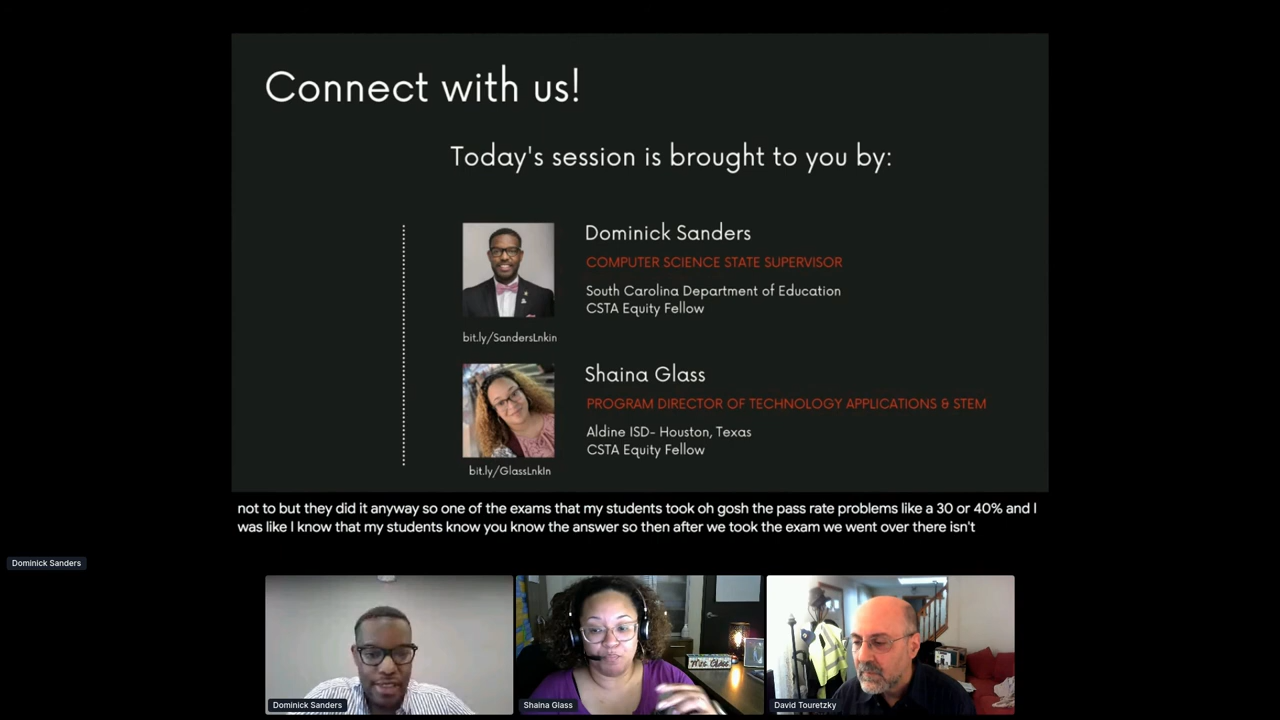 Connect with us!
Today's session is brought to you by:
Dominick Sanders
COMPUTER SCIENCE STATE SUPERVISOR
South Carolina Department of Education
CSTA Equity Fellow
bit.ly/SandersLnkin
Shaina Glass
PROGRAM DIRECTOR OF TECHNOLOGY APPLICATIONS & STEM
Aldine ISD- Houston, Texas
CSTA Equity Fellow
bit.ly/GlassLnkIn
not to but they did it anyway so one of the exams that my students took oh gosh the pass rate problems like a 30 or 40% and I
was like I know that my students know you know the answer so then after we took the exam we went over there isn't
Dominick Sanders
Mrs. Glass
Dominick Sanders
Shaina Glass
David Touretzky